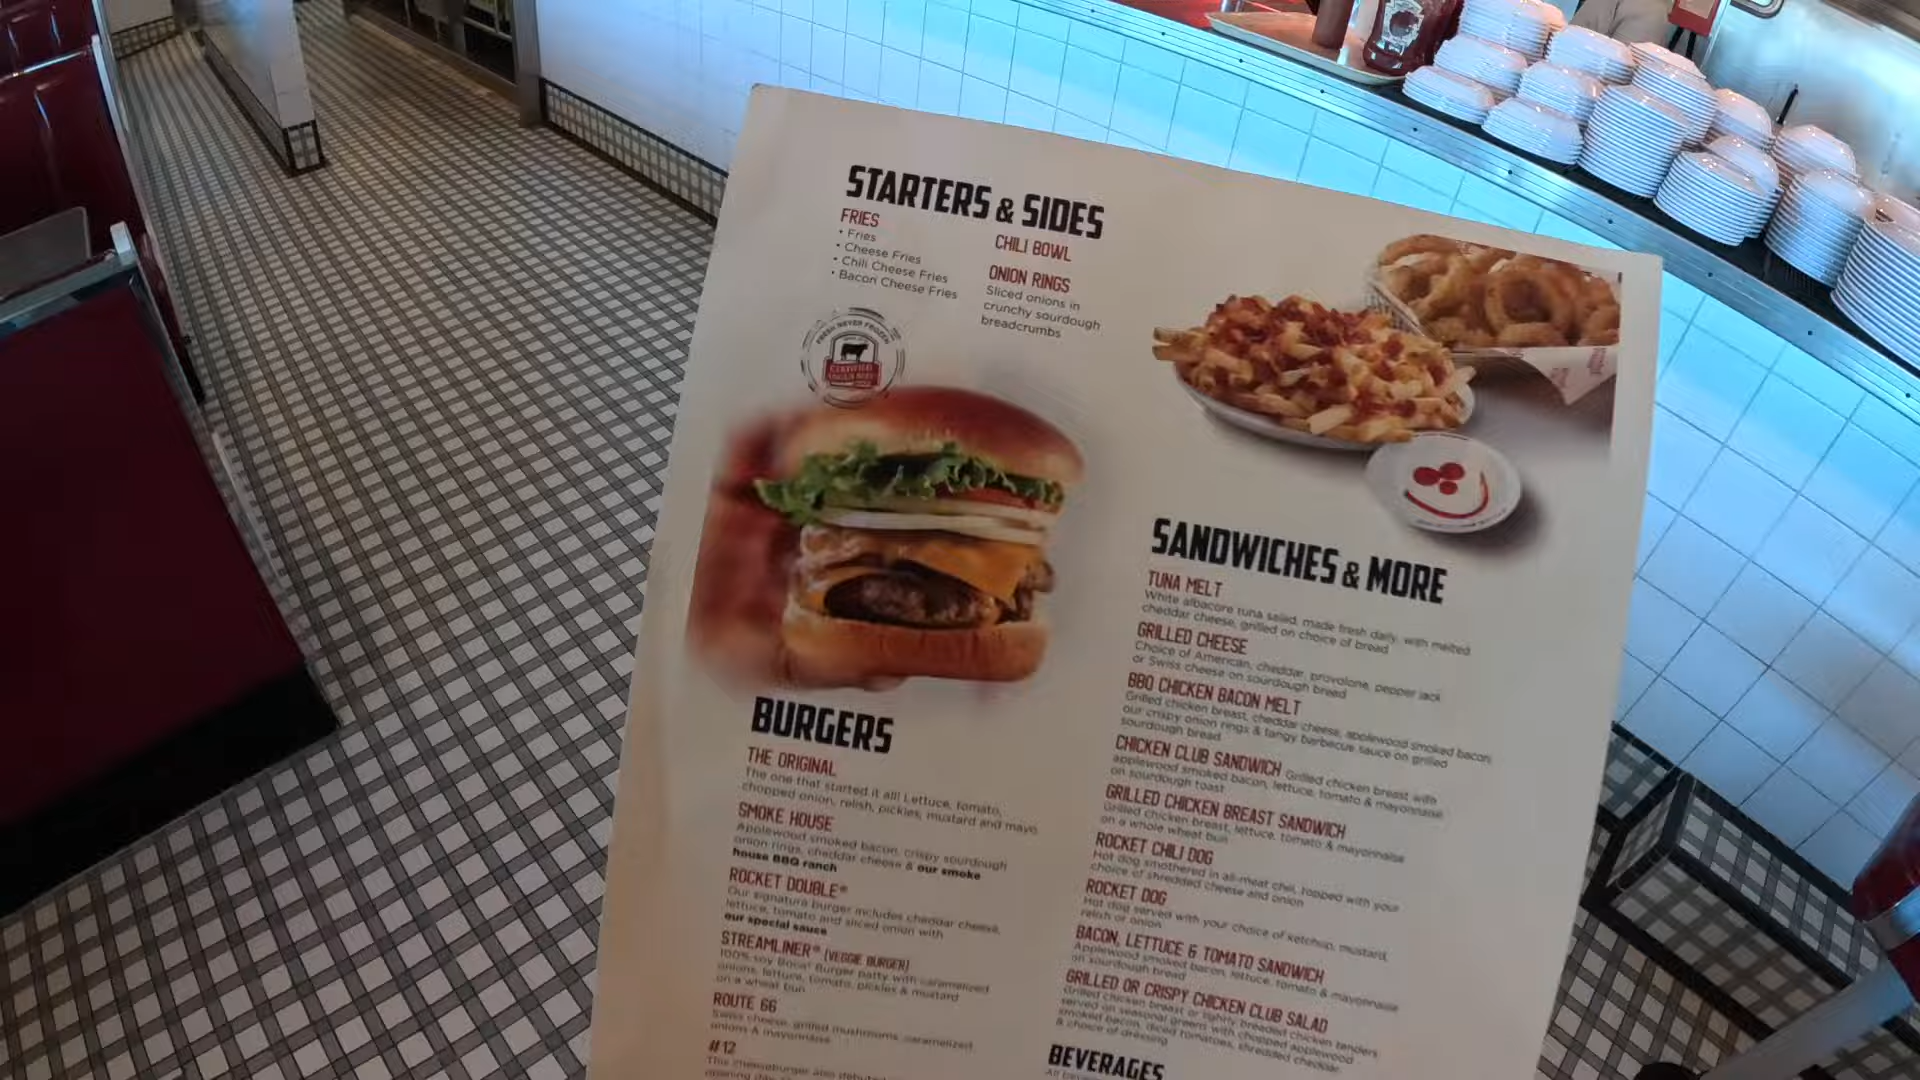 STARTERS & SIDES
FRIES
• Fries
• Cheese Fries
• Chili Cheese Fries
• Bacon Cheese Fries
CHILI BOWL
ONION RINGS
Sliced onions in
crunchy sourdough
breadcrumbs
FRESH NEVER FROZEN
CERTIFIED
ANGUS BEEF
BURGERS
THE ORIGINAL
The one that started it all! Lettuce, tomato,
chopped onion, relish, pickles, mustard and mayo
SMOKE HOUSE
Applewood smoked bacon, crispy sourdough
onion rings, cheddar cheese & our smoke
house BBQ ranch
ROCKET DOUBLE®
Our signature burger includes cheddar cheese,
lettuce, tomato and sliced onion with
our special sauce
STREAMLINER® (VEGGIE BURGER)
100% soy Boca® Burger patty with caramelized
onions, lettuce, tomato, pickles & mustard
on a wheat bun
ROUTE 66
Swiss cheese, grilled mushrooms, caramelized
onions & mayonnaise
#12
This cheeseburger also debuted
opening day
SANDWICHES & MORE
TUNA MELT
White albacore tuna salad, made fresh daily, with melted
cheddar cheese, grilled on choice of bread
GRILLED CHEESE
Choice of American, cheddar, provolone, pepper jack
or Swiss cheese on sourdough bread
BBQ CHICKEN BACON MELT
Grilled chicken breast, cheddar cheese, applewood smoked bacon,
our crispy onion rings & tangy barbecue sauce on grilled
sourdough bread
CHICKEN CLUB SANDWICH Grilled chicken breast with
applewood smoked bacon, lettuce, tomato & mayonnaise
on sourdough toast
GRILLED CHICKEN BREAST SANDWICH
Grilled chicken breast, lettuce, tomato & mayonnaise
on a whole wheat bun
ROCKET CHILI DOG
Hot dog smothered in all-meat chili, topped with your
choice of shredded cheese and onion
ROCKET DOG
Hot dog served with your choice of ketchup, mustard,
relish or onion
BACON, LETTUCE & TOMATO SANDWICH
Applewood smoked bacon, lettuce, tomato & mayonnaise
on sourdough bread
GRILLED OR CRISPY CHICKEN CLUB SALAD
Grilled chicken breast or lightly breaded chicken tenders
served on seasonal greens with chopped applewood
smoked bacon, diced tomatoes, shredded cheddar
& choice of dressing
BEVERAGES